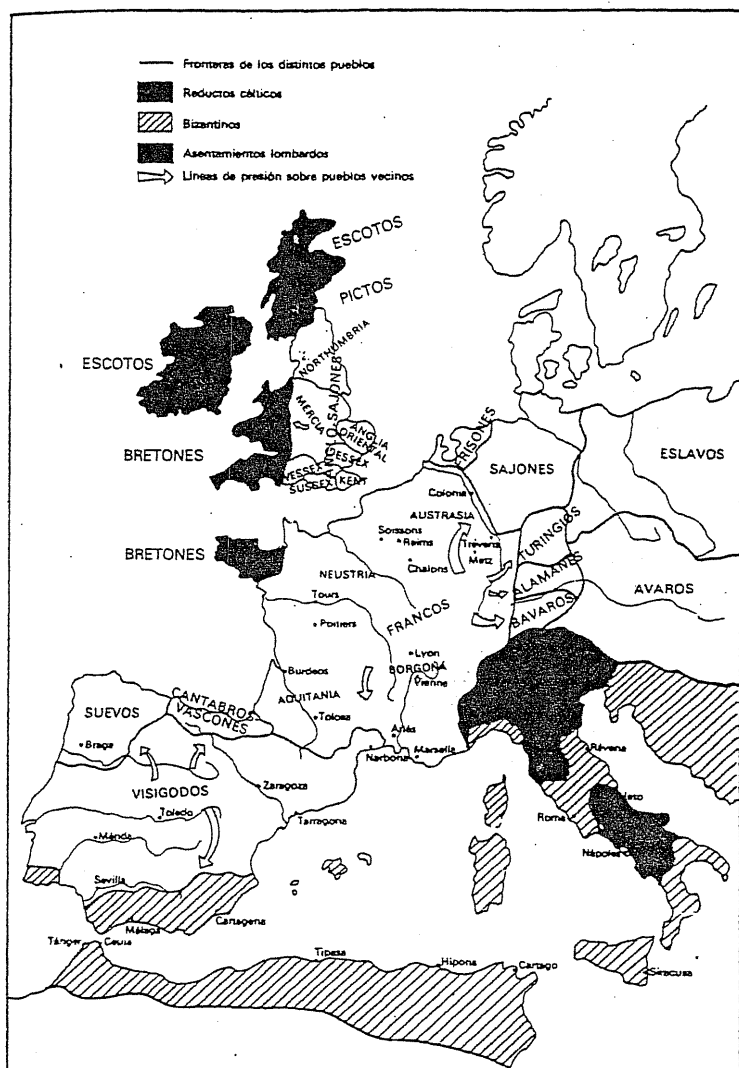 Fronteras de los distintos pueblos
Reductos célticos
Bizantinos
Asentamientos lombardos
Líneas de presión sobre pueblos vecinos
ESCOTOS
PICTOS
ESCOTOS
NORTHUMBRIA
ANGLO-SAJONES
MERCIA
ANGLIA
ORIENTAL
BRETONES
ESSEX
WESSEX
SUSSEX
KENT
FRISONES
SAJONES
ESLAVOS
Colonia
AUSTRASIA
Soissons
Reims
Tréveris
Metz
Chalons
TURINGIOS
BRETONES
NEUSTRIA
ALAMANES
AVAROS
Tours
FRANCOS
BAVAROS
Poitiers
Lyon
BORGOÑA
Vienne
Burdeos
AQUITANIA
CANTABROS-
VASCONES
SUEVOS
Tolosa
Arlés
Braga
Narbona
Marsella
Rávena
VISIGODOS
Zaragoza
Toledo
Tarragona
Roma
Mérida
Nápoles
Sevilla
Cartagena
Málaga
Tánger
Ceuta
Tipasa
Hipona
Cartago
Siracusa